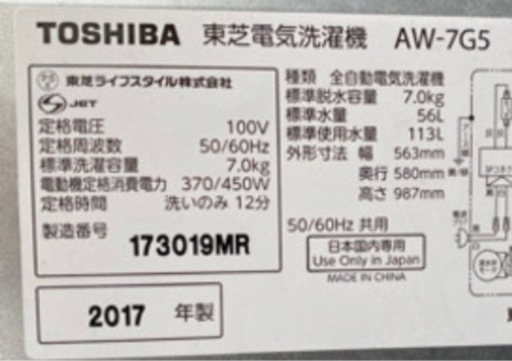 TOSHIBA 東芝電気洗濯機 AW-7G5
東芝ライフスタイル株式会社
JET
定格電圧 100V
定格周波数 50/60Hz
標準洗濯容量 7.0kg
電動機定格消費電力 370/450W
定格時間 洗いのみ 12分
製造番号 173019MR
2017 年製
種類 全自動電気洗濯機
標準脱水容量 7.0kg
標準水量 56L
標準使用水量 113L
外形寸法 幅 563mm
奥行 580mm
高さ 987mm
50/60Hz 共用
日本国内専用
Use Only in Japan
MADE IN CHINA